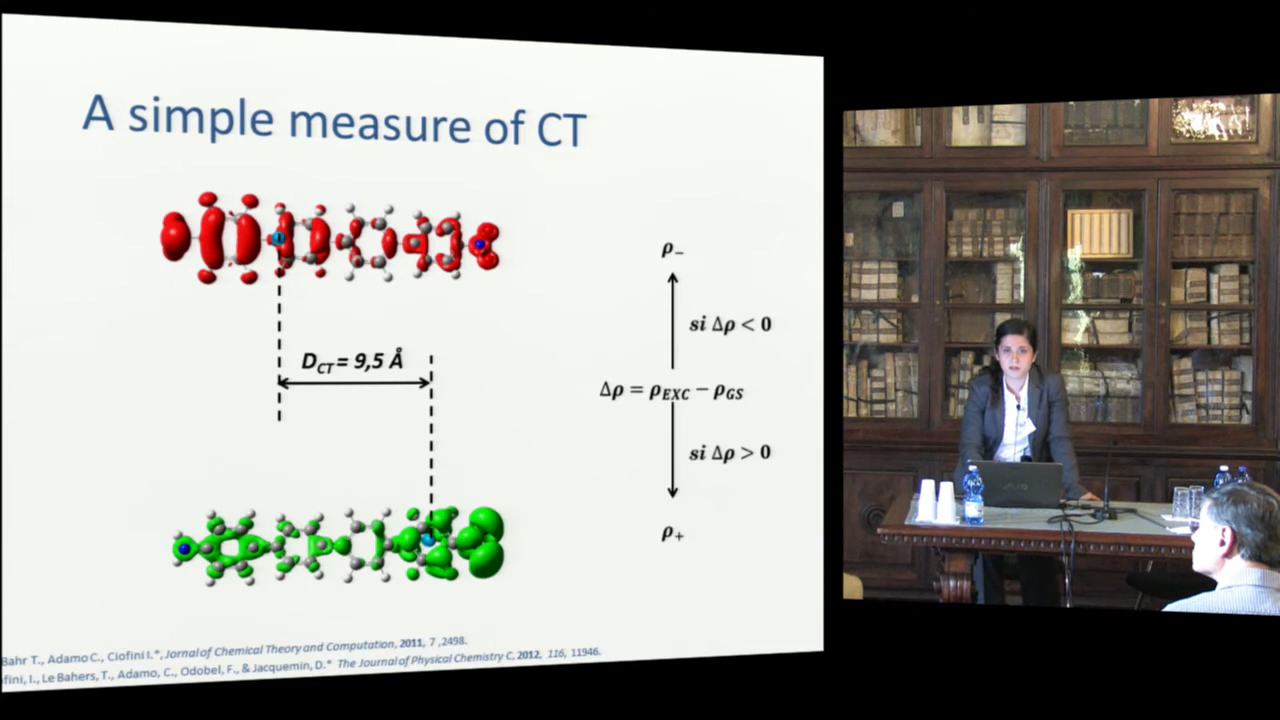 A simple measure of CT
ρ−
si Δρ < 0
D_CT = 9,5 Å
Δρ = ρ_EXC − ρ_GS
si Δρ > 0
ρ+
Bahr T., Adamo C., Ciofini I.*, Jornal of Chemical Theory and Computation, 2011, 7 ,2498.
fini, I., Le Bahers, T., Adamo, C., Odobel, F., & Jacquemin, D.* The Journal of Physical Chemistry C, 2012, 116, 11946.